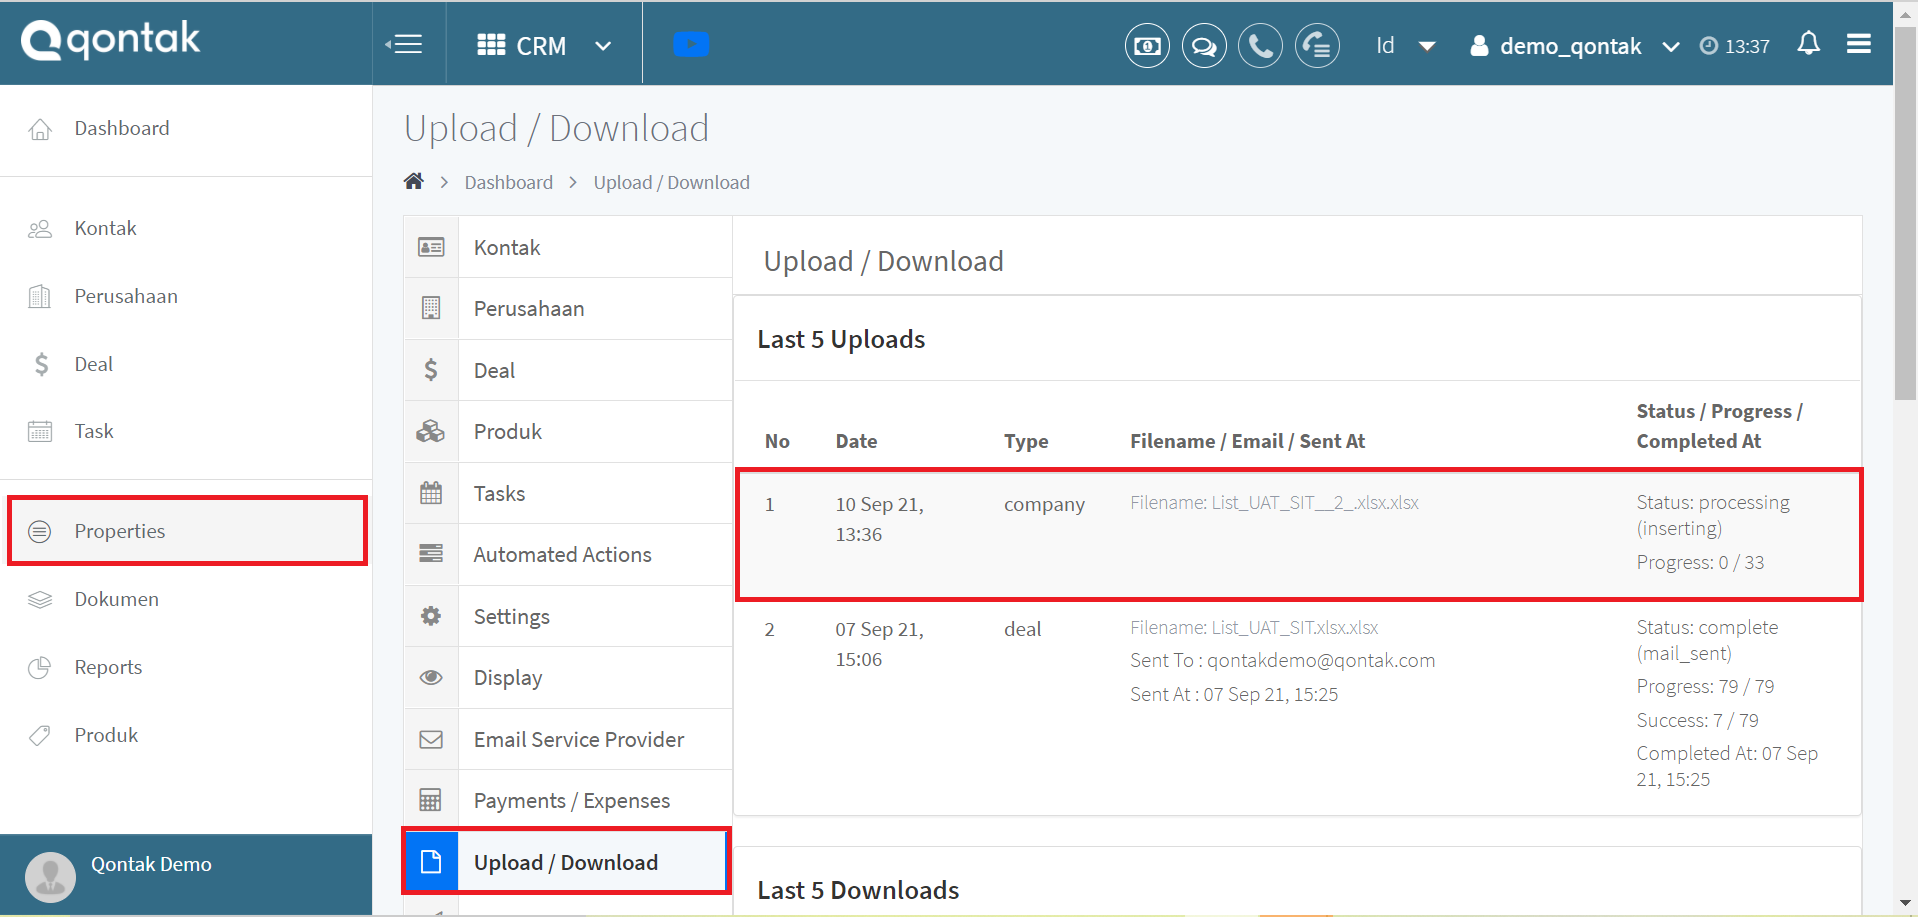 qontak
CRM
Id
demo_qontak
13:37
Dashboard
Kontak
Perusahaan
Deal
Task
Properties
Dokumen
Reports
Produk
Qontak Demo
Upload / Download
Dashboard
Upload / Download
Kontak
Perusahaan
Deal
Produk
Tasks
Automated Actions
Settings
Display
Email Service Provider
Payments / Expenses
Upload / Download
Upload / Download
Last 5 Uploads
No Date Type Filename / Email / Sent At Status / Progress /
Completed At
1 10 Sep 21, company Filename: List_UAT_SIT__2_.xlsx.xlsx Status: processing
13:36 (inserting)
Progress: 0 / 33
2 07 Sep 21, deal Filename: List_UAT_SIT.xlsx.xlsx Status: complete
15:06 Sent To : qontakdemo@qontak.com (mail_sent)
Sent At : 07 Sep 21, 15:25 Progress: 79 / 79
Success: 7 / 79
Completed At: 07 Sep
21, 15:25
Last 5 Downloads